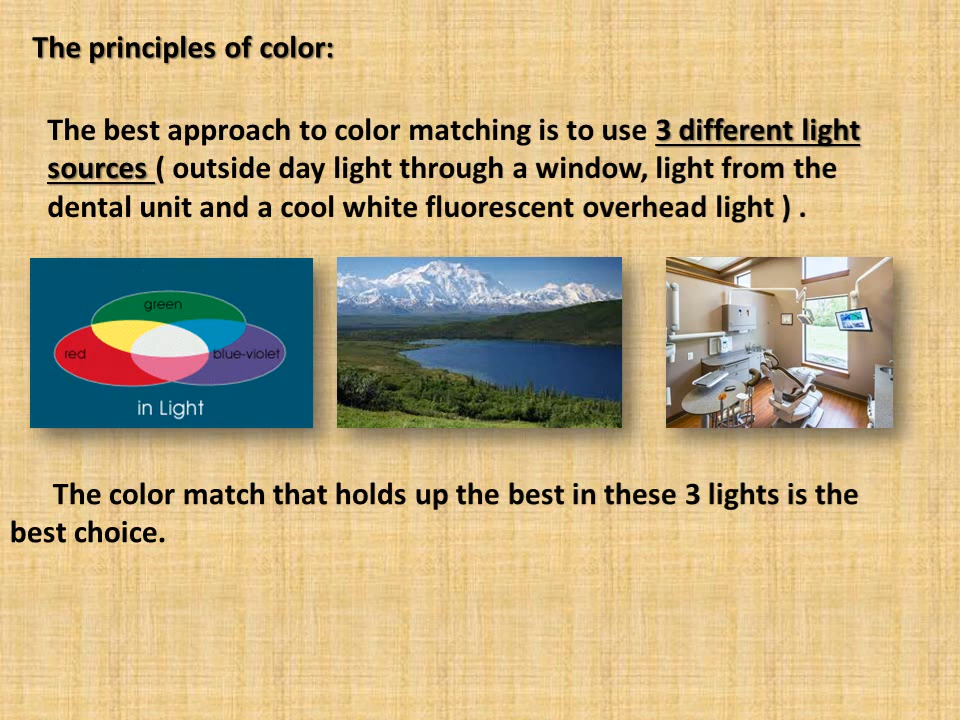 The principles of color:
The best approach to color matching is to use 3 different light
sources ( outside day light through a window, light from the
dental unit and a cool white fluorescent overhead light ) .
green
red
blue-violet
in Light
The color match that holds up the best in these 3 lights is the
best choice.